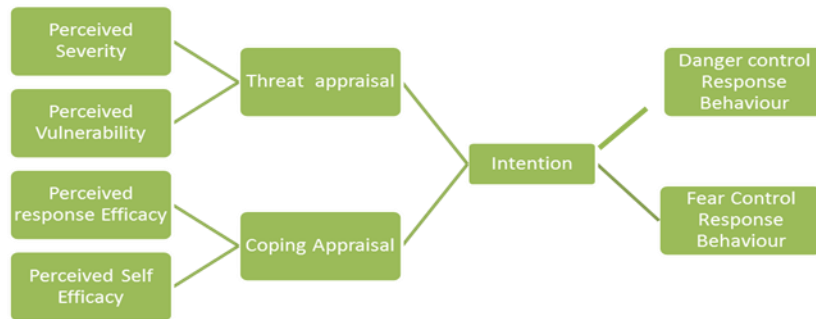 Perceived
Severity
Perceived
Vulnerability
Perceived
response Efficacy
Perceived Self
Efficacy
Threat appraisal
Coping Appraisal
Intention
Danger control
Response
Behaviour
Fear Control
Response
Behaviour